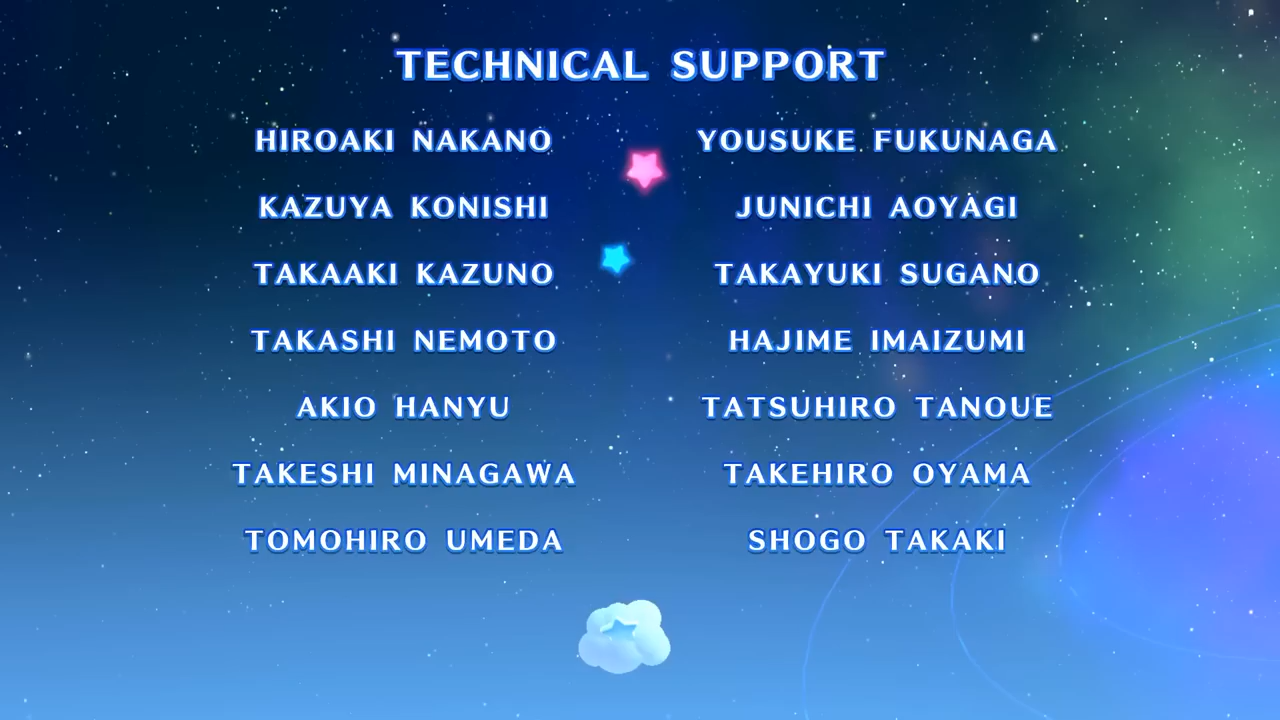 TECHNICAL SUPPORT
HIROAKI NAKANO YOUSUKE FUKUNAGA
KAZUYA KONISHI JUNICHI AOYAGI
TAKAAKI KAZUNO TAKAYUKI SUGANO
TAKASHI NEMOTO HAJIME IMAIZUMI
AKIO HANYU TATSUHIRO TANOUE
TAKESHI MINAGAWA TAKEHIRO OYAMA
TOMOHIRO UMEDA SHOGO TAKAKI